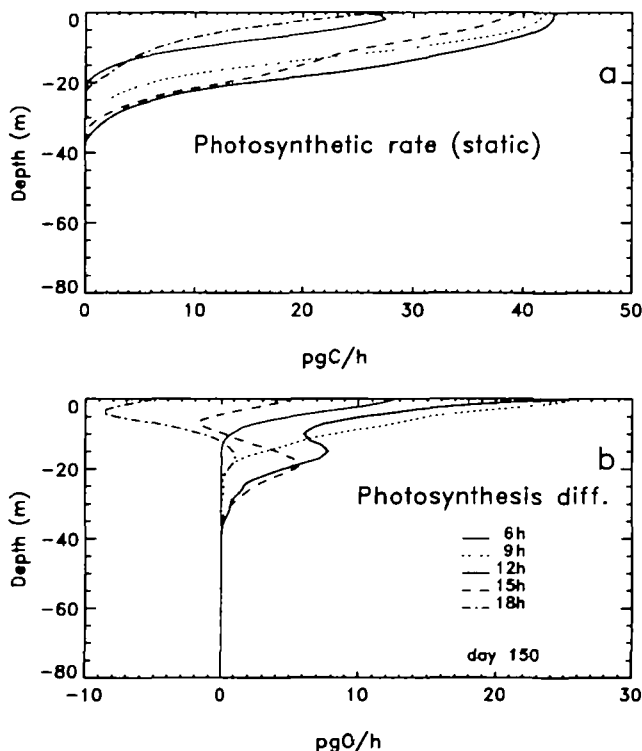 0
-20
-40
-60
-80
Depth (m)
a
Photosynthetic rate (static)
0 10 20 30 40 50
pgC/h
0
-20
-40
-60
-80
Depth (m)
b
Photosynthesis diff.
6h
9h
12h
15h
18h
day 150
-10 0 10 20 30
pgO/h